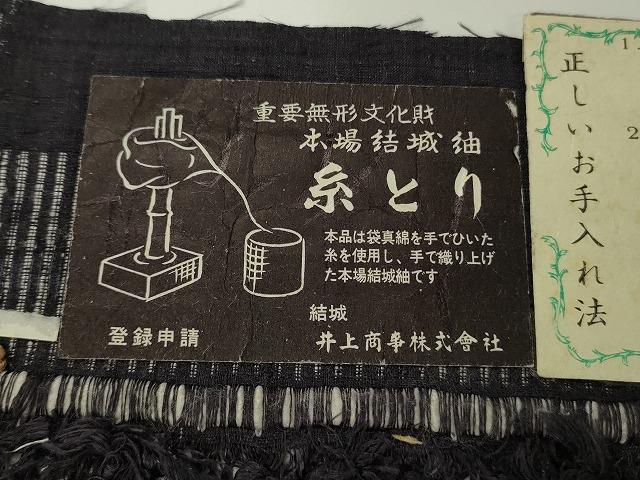 重要無形文化財
本場結城紬
糸とり
本品は袋真綿を手でひいた
糸を使用し、手で織り上げ
た本場結城紬です
結城
井上商事株式會社
登録申請
正しいお手入れ法
1
2